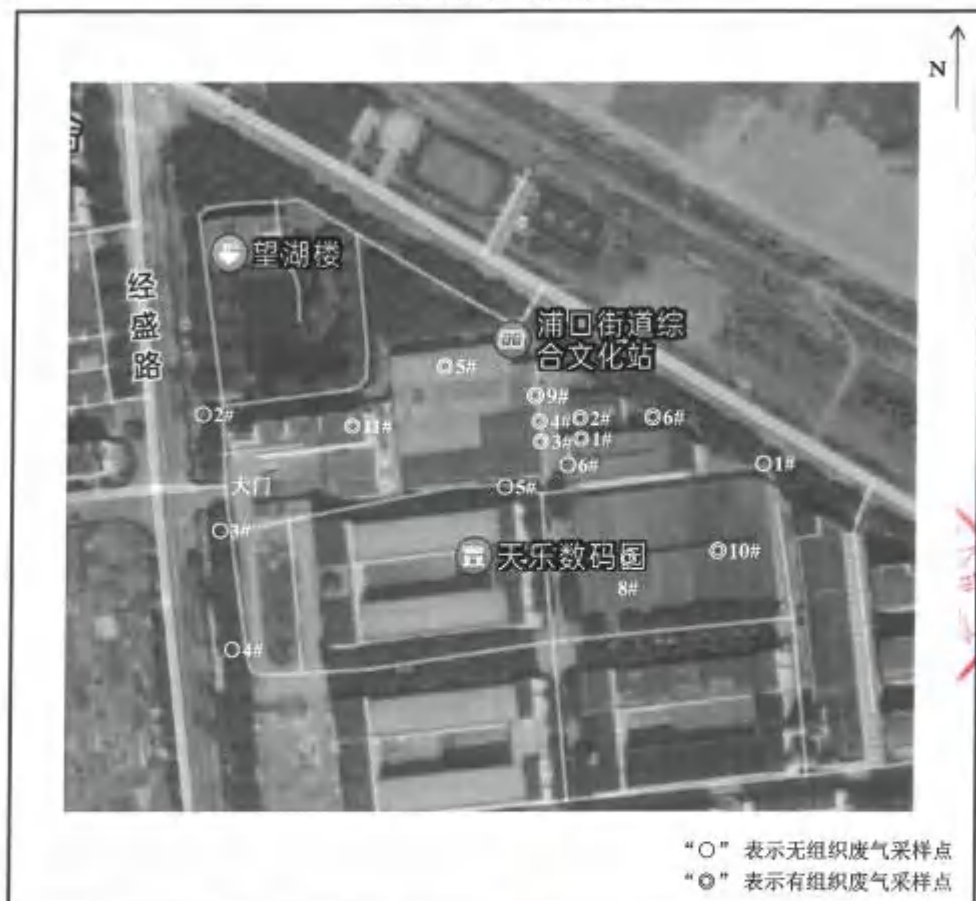 N
望湖楼
经盛路
浦口街道综
合文化站
◎5#
◎9#
○2#
◎11#
◎4#
◎2#
◎6#
◎3#
◎1#
○6#
○1#
大门
○5#
○3#
天乐数码园
◎10#
8#
○4#
“○” 表示无组织废气采样点
“◎” 表示有组织废气采样点